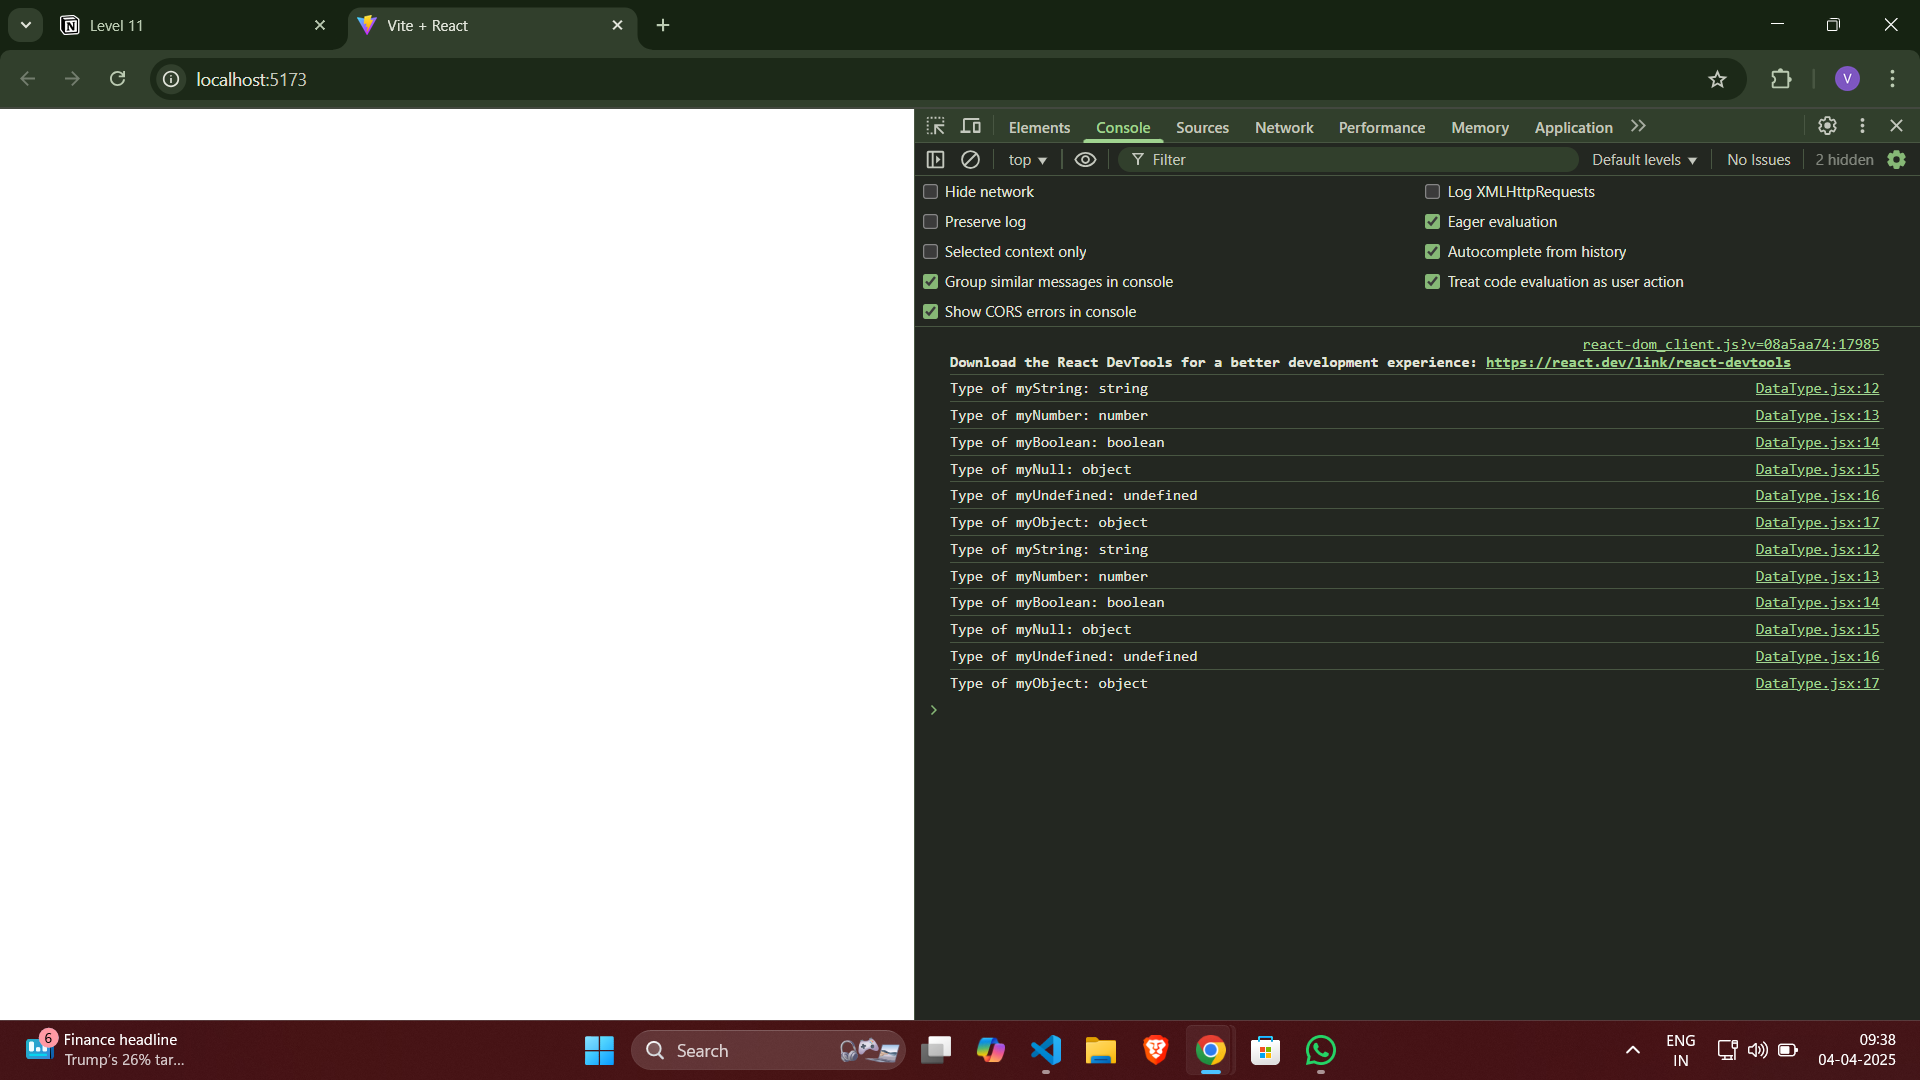 Level 11
Vite + React
localhost:5173
V
Elements Console Sources Network Performance Memory Application
top Filter Default levels No Issues 2 hidden
Hide network Log XMLHttpRequests
Preserve log Eager evaluation
Selected context only Autocomplete from history
Group similar messages in console Treat code evaluation as user action
Show CORS errors in console
react-dom_client.js?v=08a5aa74:17985
Download the React DevTools for a better development experience: https://react.dev/link/react-devtools
Type of myString: string DataType.jsx:12
Type of myNumber: number DataType.jsx:13
Type of myBoolean: boolean DataType.jsx:14
Type of myNull: object DataType.jsx:15
Type of myUndefined: undefined DataType.jsx:16
Type of myObject: object DataType.jsx:17
Type of myString: string DataType.jsx:12
Type of myNumber: number DataType.jsx:13
Type of myBoolean: boolean DataType.jsx:14
Type of myNull: object DataType.jsx:15
Type of myUndefined: undefined DataType.jsx:16
Type of myObject: object DataType.jsx:17
6
Finance headline
Trump's 26% tar...
Search
ENG
IN
09:38
04-04-2025